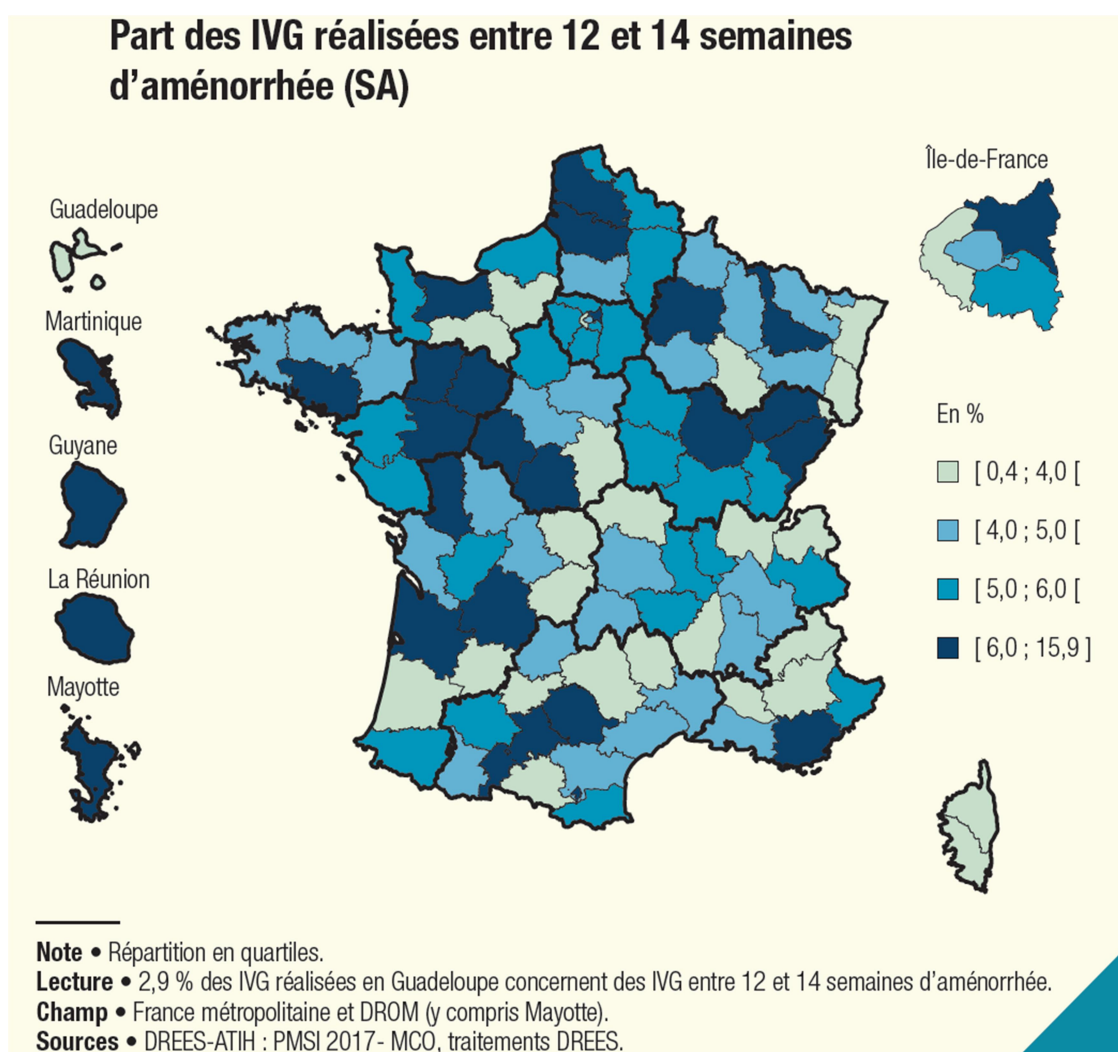 Part des IVG réalisées entre 12 et 14 semaines
d’aménorrhée (SA)
Île-de-France
Guadeloupe
Martinique
Guyane
La Réunion
Mayotte
En %
[ 0,4 ; 4,0 [
[ 4,0 ; 5,0 [
[ 5,0 ; 6,0 [
[ 6,0 ; 15,9 ]
Note • Répartition en quartiles.
Lecture • 2,9 % des IVG réalisées en Guadeloupe concernent des IVG entre 12 et 14 semaines d’aménorrhée.
Champ • France métropolitaine et DROM (y compris Mayotte).
Sources • DREES-ATIH : PMSI 2017- MCO, traitements DREES.